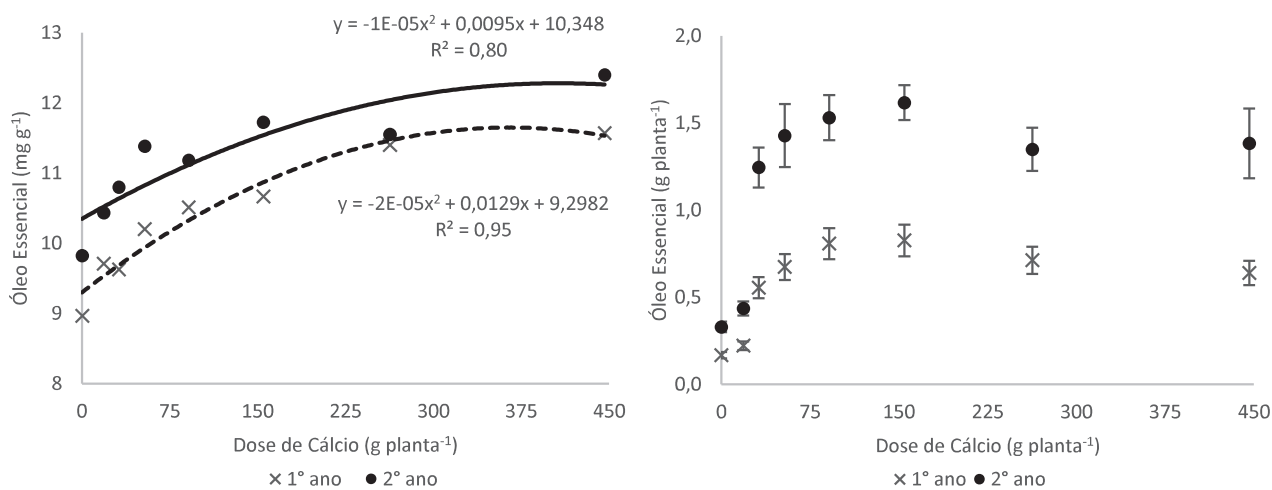 y = -1E-05x² + 0,0095x + 10,348
R² = 0,80
13
12
11
10
9
8
Óleo Essencial (mg g⁻¹)
y = -2E-05x² + 0,0129x + 9,2982
R² = 0,95
0 75 150 225 300 375 450
Dose de Cálcio (g planta⁻¹)
1° ano 2° ano
2,0
1,5
1,0
0,5
0,0
Óleo Essencial (g planta⁻¹)
0 75 150 225 300 375 450
Dose de Cálcio (g planta⁻¹)
1° ano 2° ano